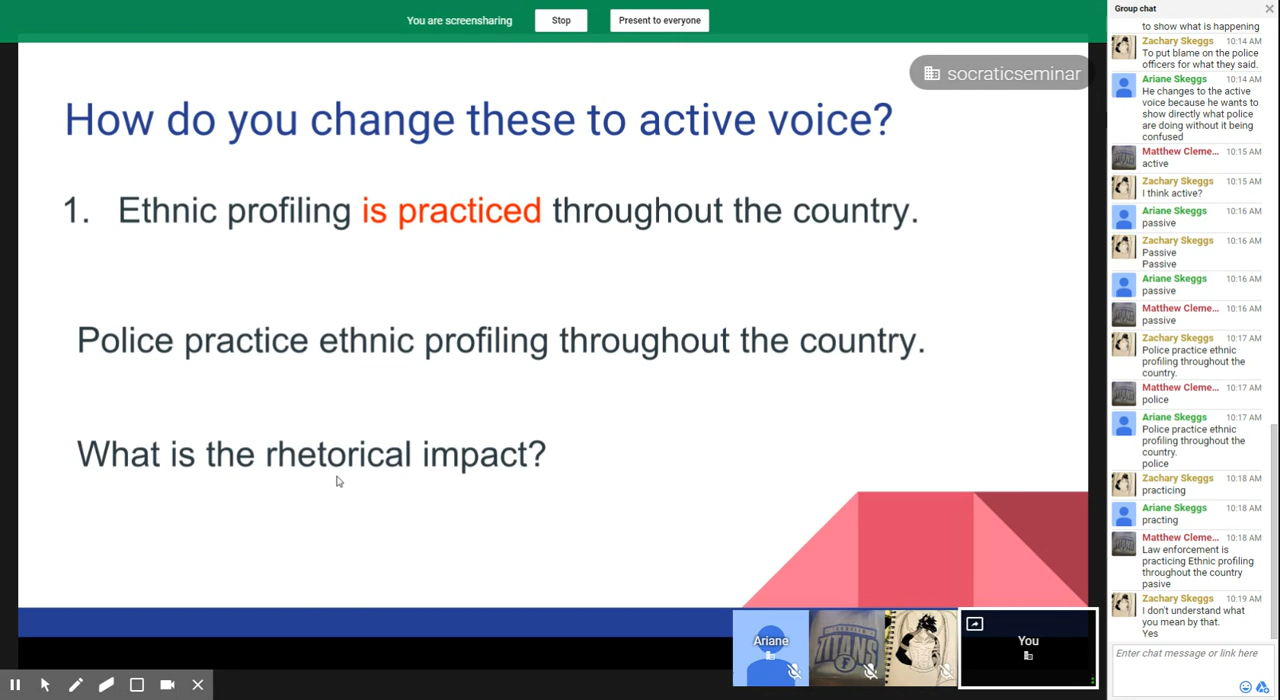 You are screensharing
Stop
Present to everyone
socraticseminar
How do you change these to active voice?
1. Ethnic profiling is practiced throughout the country.
Police practice ethnic profiling throughout the country.
What is the rhetorical impact?
Ariane
TITANS
F
You
Group chat
to show what is happening
Zachary Skeggs 10:14 AM
To put blame on the police
officers for what they said.
Ariane Skeggs 10:14 AM
He changes to the active
voice because he wants to
show directly what police
are doing without it being
confused
Matthew Cleme... 10:15 AM
active
Zachary Skeggs 10:15 AM
I think active?
Ariane Skeggs 10:16 AM
passive
Zachary Skeggs 10:16 AM
Passive
Passive
Ariane Skeggs 10:16 AM
passive
Matthew Cleme... 10:16 AM
passive
Zachary Skeggs 10:17 AM
Police practice ethnic
profiling throughout the
country.
Matthew Cleme... 10:17 AM
police
Ariane Skeggs 10:17 AM
Police practice ethnic
profiling throughout the
country.
police
Zachary Skeggs 10:18 AM
practicing
Ariane Skeggs 10:18 AM
practing
Matthew Cleme... 10:18 AM
Law enforcement is
practicing Ethnic profiling
throughout the country
pasive
Zachary Skeggs 10:19 AM
I don't understand what
you mean by that.
Yes
Enter chat message or link here